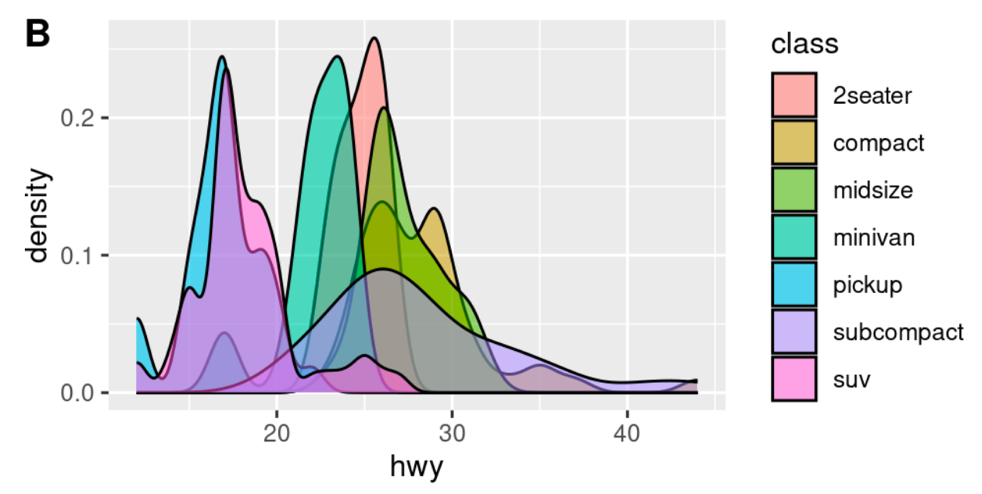 B
density
0.2
0.1
0.0
20 30 40
hwy
class
2seater
compact
midsize
minivan
pickup
subcompact
suv